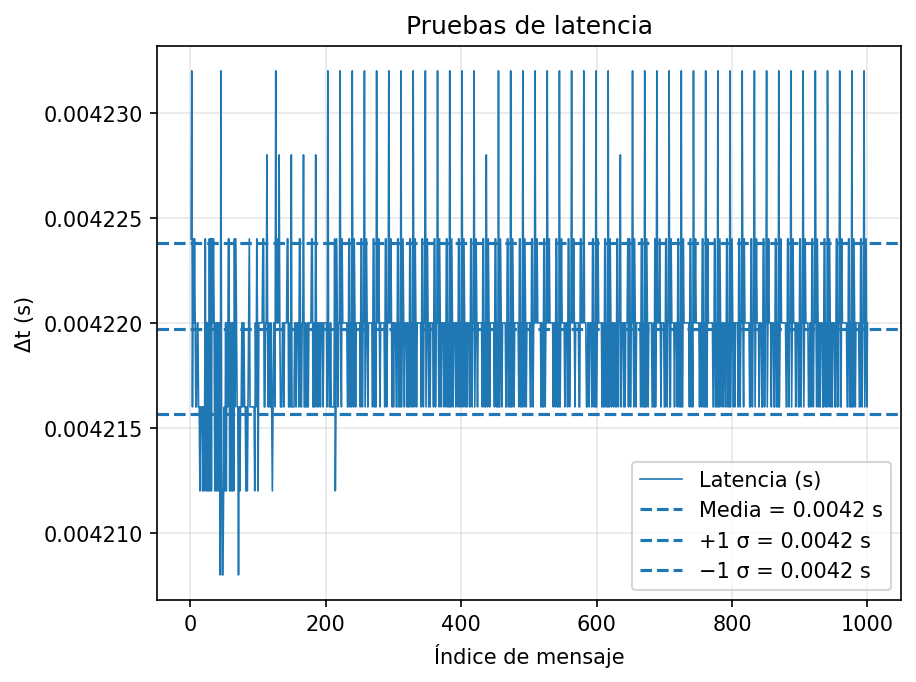 Pruebas de latencia
0.004230
0.004225
0.004220
0.004215
0.004210
Δt (s)
Latencia (s)
Media = 0.0042 s
+1 σ = 0.0042 s
−1 σ = 0.0042 s
0 200 400 600 800 1000
Índice de mensaje